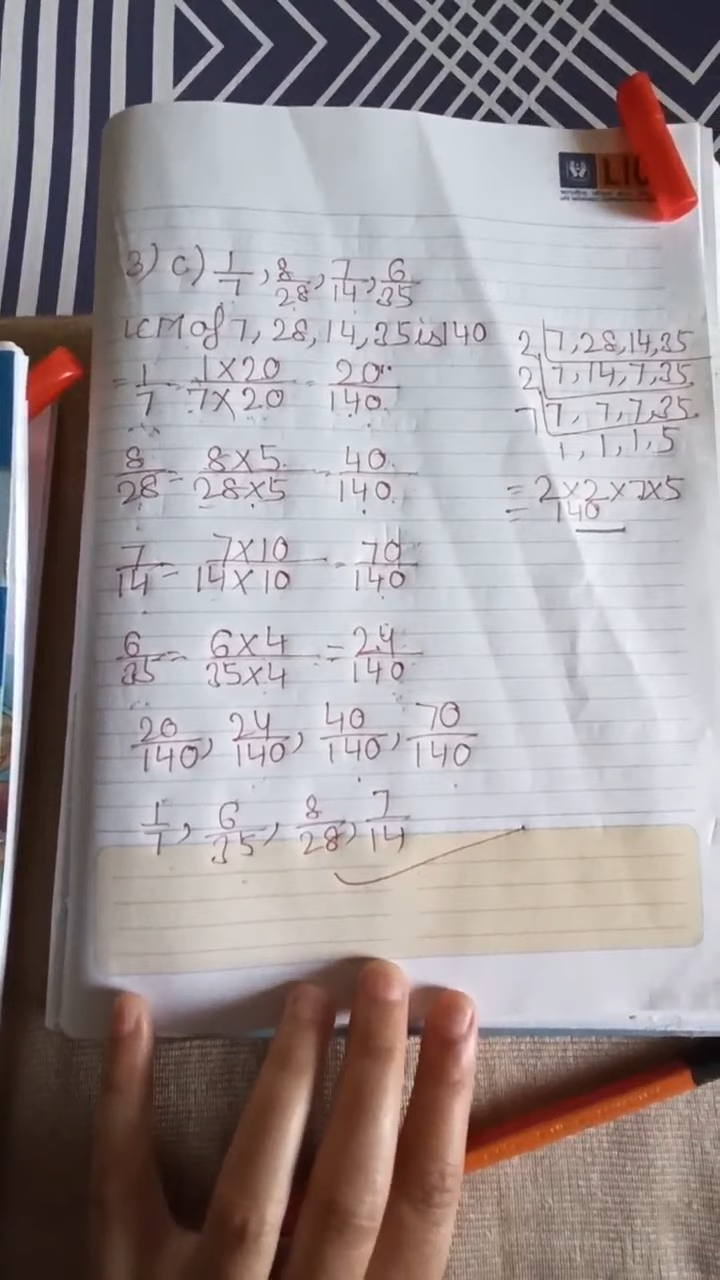 LIC
3) C) 1/7, 8/28, 7/14, 6/35
LCM of 7, 28, 14, 35 is 140
= 1/7 = 1×20/7×20 = 20/140
8/28 = 8×5/28×5 = 40/140
7/14 = 7×10/14×10 = 70/140
6/35 = 6×4/35×4 = 24/140
20/140, 24/140, 40/140, 70/140
1/7, 6/35, 8/28, 7/14
2 | 7, 28, 14, 35
2 | 7, 14, 7, 35
7 | 7, 7, 7, 35
1, 1, 1, 5
= 2×2×7×5
= 140